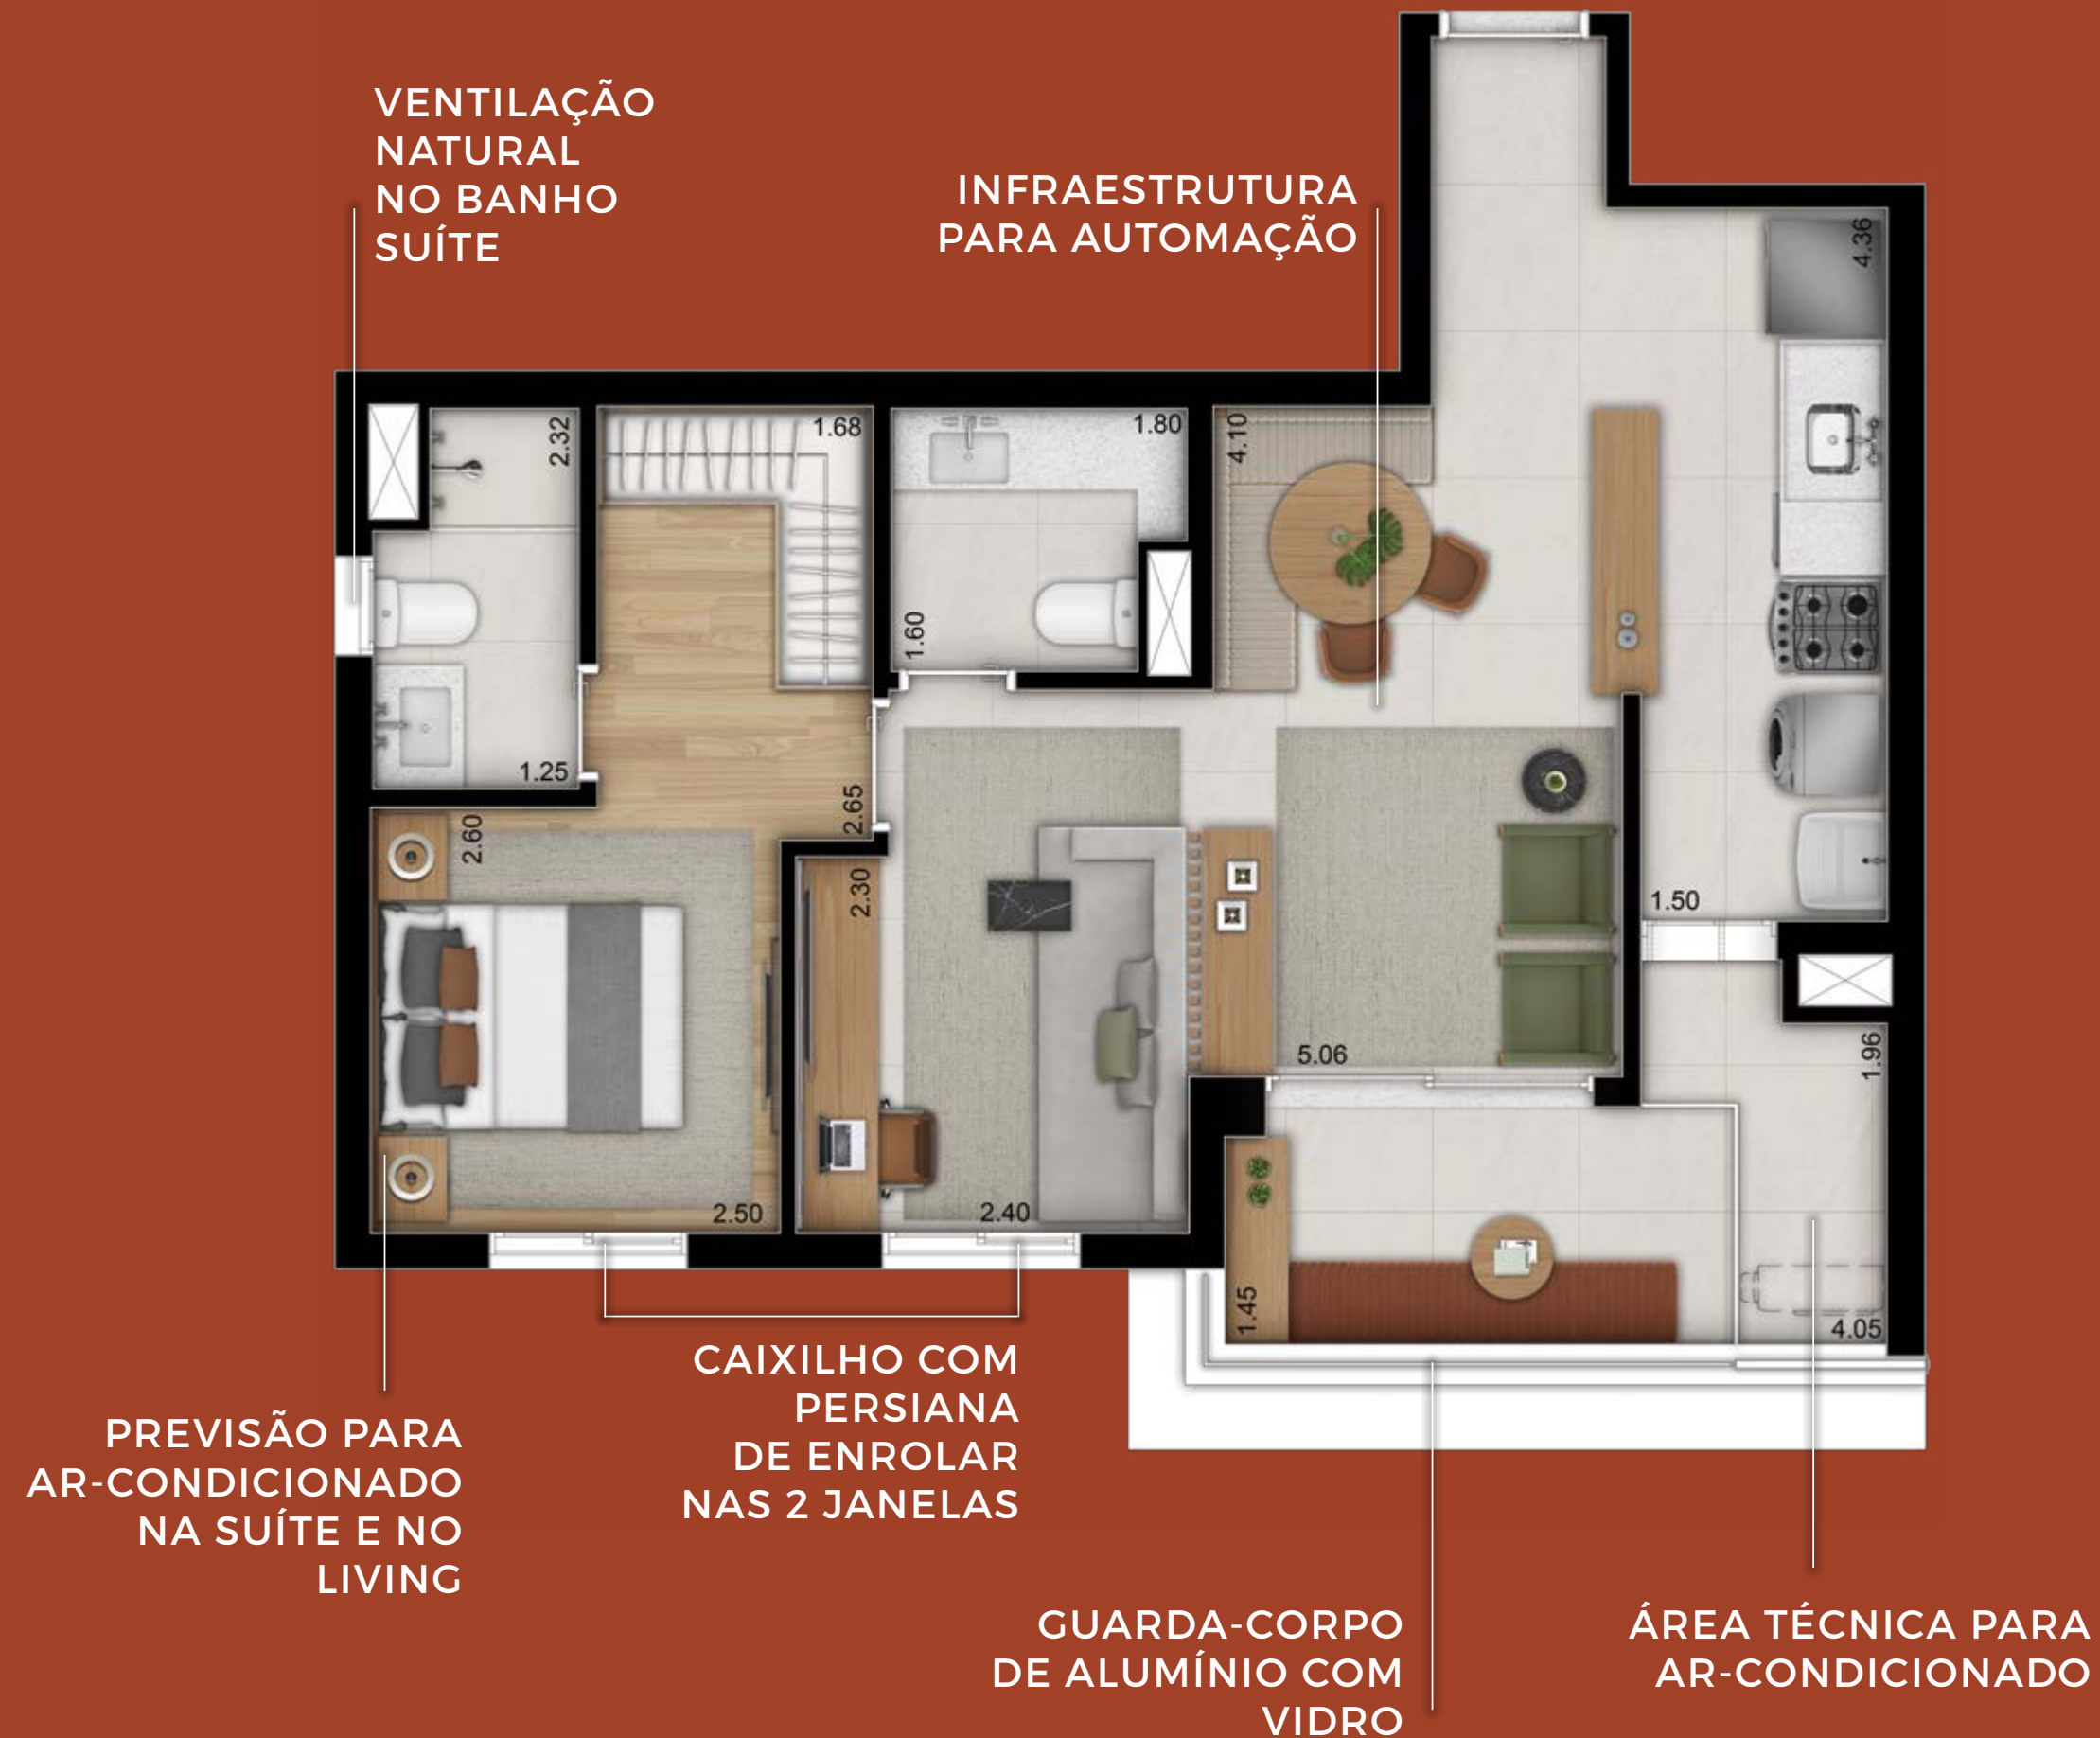 VENTILAÇÃO
NATURAL
NO BANHO
SUÍTE
INFRAESTRUTURA
PARA AUTOMAÇÃO
4.36
2.32
1.68
1.80
4.10
1.60
1.25
2.65
2.60
2.30
1.50
5.06
1.96
2.50
2.40
1.45
4.05
CAIXILHO COM
PERSIANA
DE ENROLAR
NAS 2 JANELAS
PREVISÃO PARA
AR-CONDICIONADO
NA SUÍTE E NO
LIVING
GUARDA-CORPO
DE ALUMÍNIO COM
VIDRO
ÁREA TÉCNICA PARA
AR-CONDICIONADO